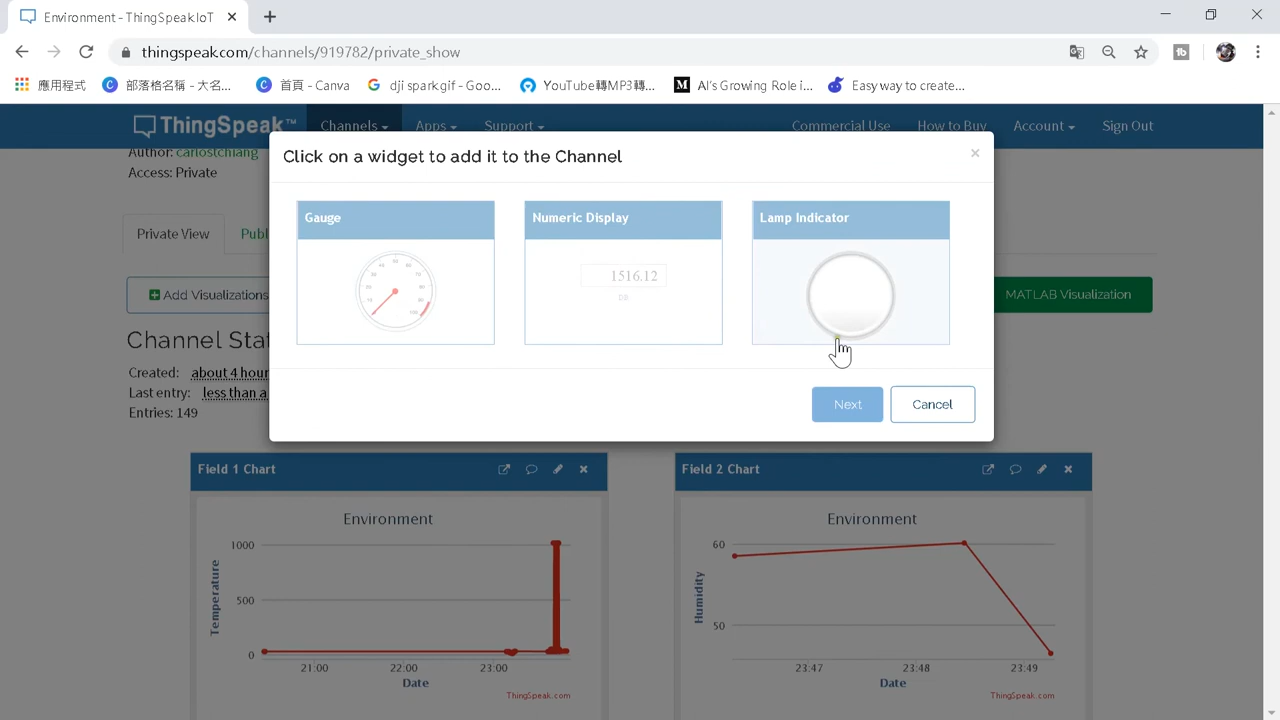 Environment - ThingSpeak IoT
thingspeak.com/channels/919782/private_show
應用程式
部落格名稱 - 大名...
首頁 - Canva
dji spark gif - Goo...
YouTube轉MP3轉...
AI's Growing Role i...
Easy way to create...
ThingSpeak™
Channels
Apps
Support
Commercial Use
How to Buy
Account
Sign Out
Author: carlostchiang
Access: Private
Click on a widget to add it to the Channel
Gauge
Numeric Display
Lamp Indicator
1516.12
DB
Next
Cancel
Private View
Publ
Add Visualizations
MATLAB Visualization
Channel Stat
Created: about 4 hour
Last entry: less than a
Entries: 149
Field 1 Chart
Environment
Temperature
1000
500
0
21:00
22:00
23:00
Date
ThingSpeak.com
Field 2 Chart
Environment
Humidity
60
50
23:47
23:48
23:49
Date
ThingSpeak.com